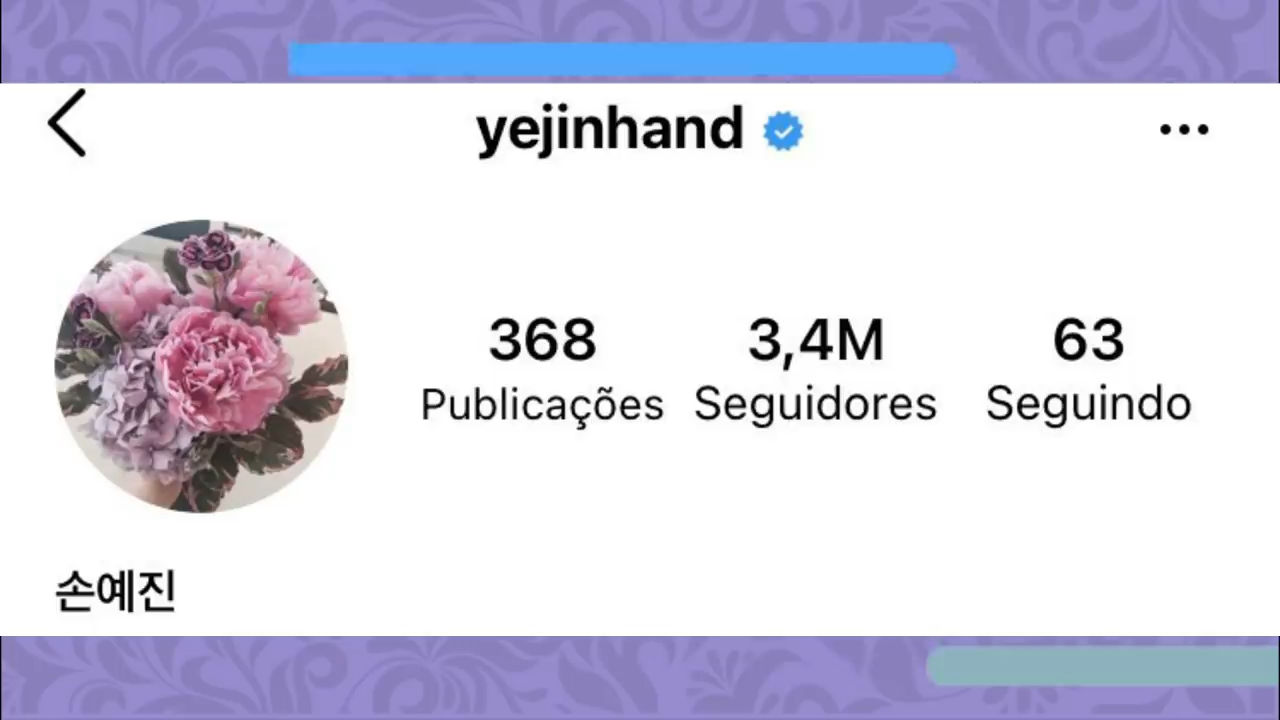 yejinhand
368 3,4M 63
Publicações Seguidores Seguindo
손예진